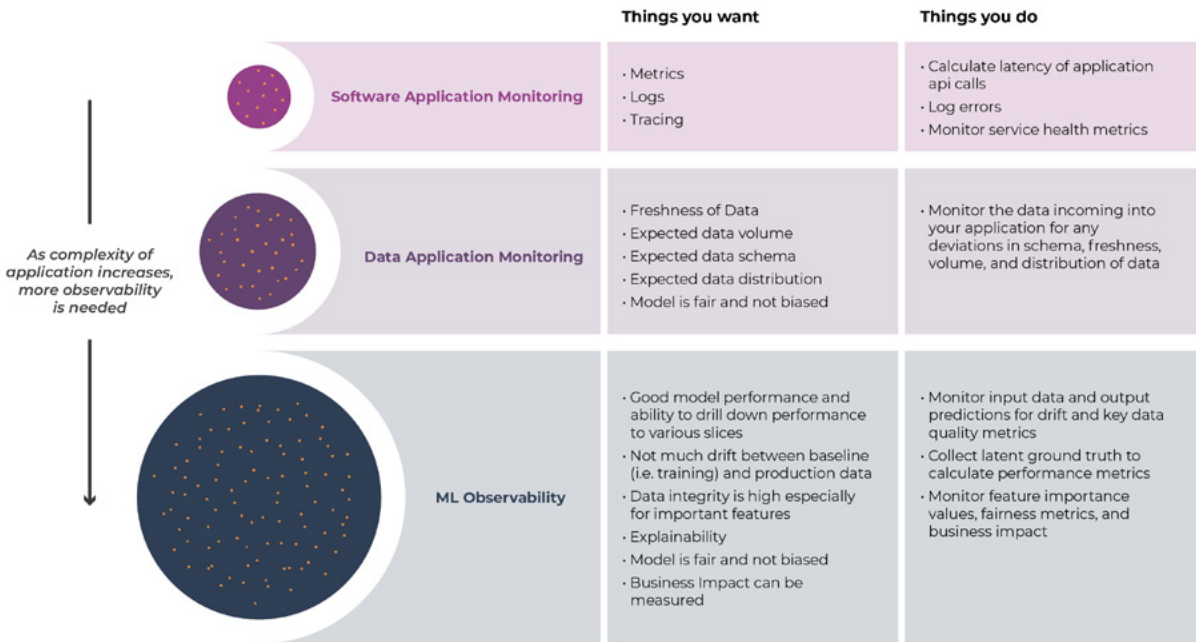 Things you want
Things you do
Software Application Monitoring
· Metrics
· Logs
· Tracing
· Calculate latency of application
api calls
· Log errors
· Monitor service health metrics
As complexity of
application increases,
more observability
is needed
Data Application Monitoring
· Freshness of Data
· Expected data volume
· Expected data schema
· Expected data distribution
· Model is fair and not biased
· Monitor the data incoming into
your application for any
deviations in schema, freshness,
volume, and distribution of data
ML Observability
· Good model performance and
ability to drill down performance
to various slices
· Not much drift between baseline
(i.e. training) and production data
· Data integrity is high especially
for important features
· Explainability
· Model is fair and not biased
· Business Impact can be
measured
· Monitor input data and output
predictions for drift and key data
quality metrics
· Collect latent ground truth to
calculate performance metrics
· Monitor feature importance
values, fairness metrics, and
business impact